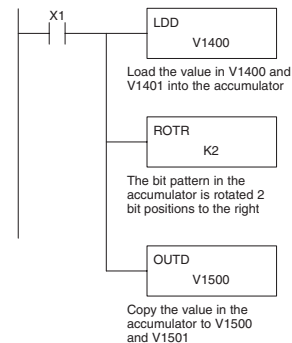 X1
LDD
V1400
Load the value in V1400 and
V1401 into the accumulator
ROTR
K2
The bit pattern in the
accumulator is rotated 2
bit positions to the right
OUTD
V1500
Copy the value in the
accumulator to V1500
and V1501